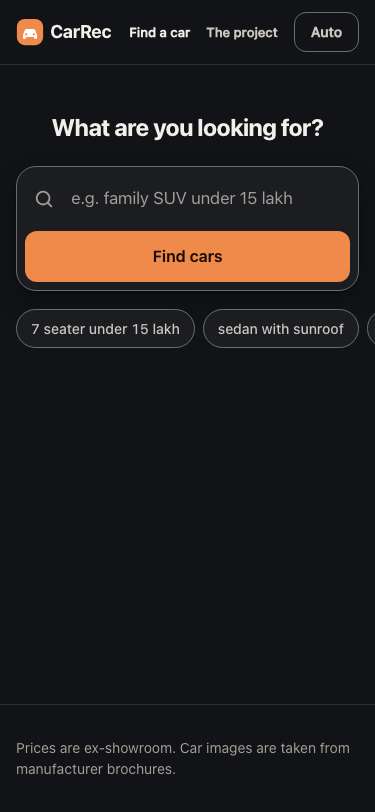 CarRec Find a car The project Auto
What are you looking for?
e.g. family SUV under 15 lakh
Find cars
7 seater under 15 lakh sedan with sunroof
Prices are ex-showroom. Car images are taken from
manufacturer brochures.